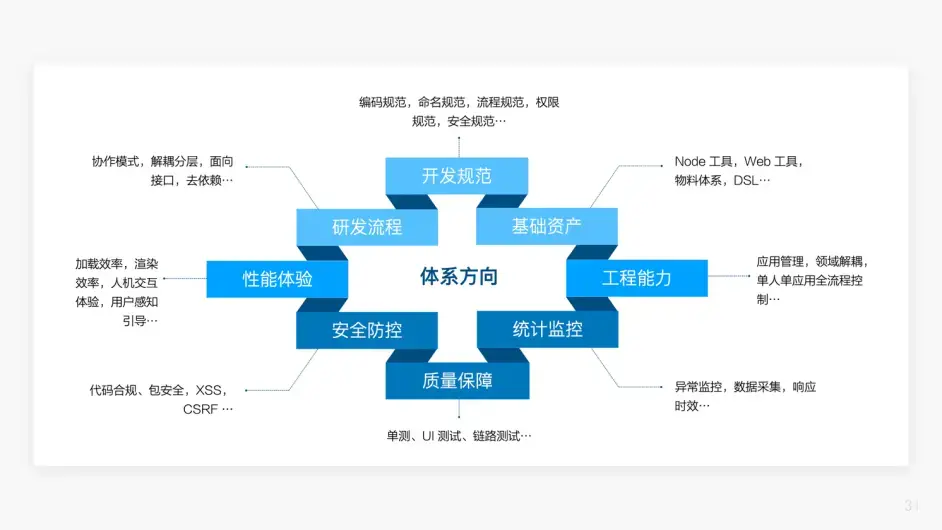 编码规范，命名规范，流程规范，权限
规范，安全规范…
开发规范
协作模式，解耦分层，面向
接口，去依赖…
研发流程
Node 工具，Web 工具，
物料体系，DSL…
基础资产
加载效率，渲染
效率，人机交互
体验，用户感知
引导…
性能体验
体系方向
工程能力
应用管理，领域解耦，
单人单应用全流程控
制…
安全防控
统计监控
代码合规、包安全，XSS，
CSRF …
质量保障
异常监控，数据采集，响应
时效…
单测、UI 测试、链路测试…
31